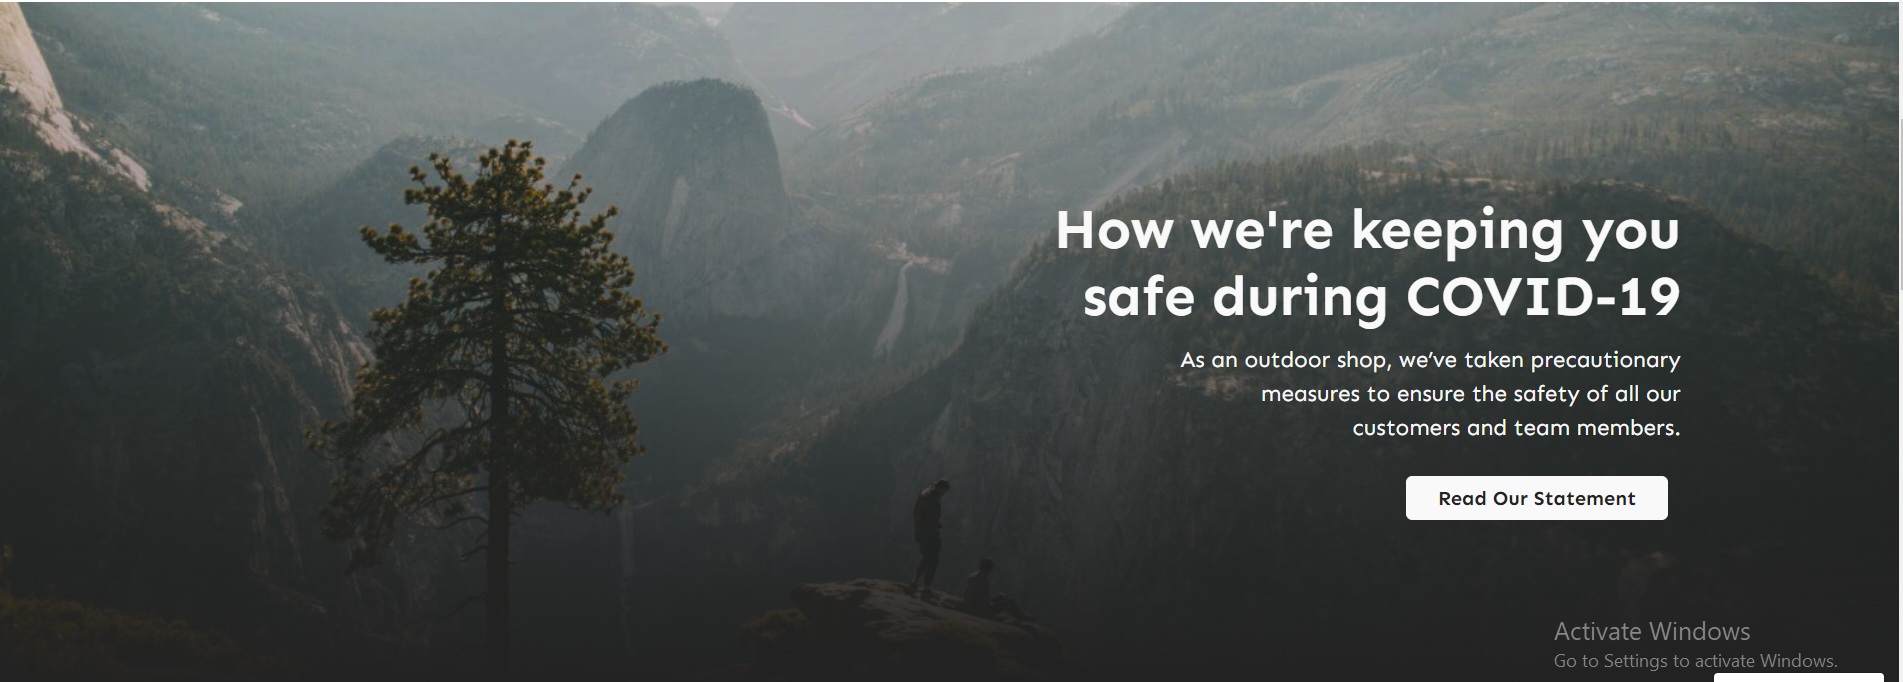 How we're keeping you
safe during COVID-19
As an outdoor shop, we’ve taken precautionary
measures to ensure the safety of all our
customers and team members.
Read Our Statement
Activate Windows
Go to Settings to activate Windows.